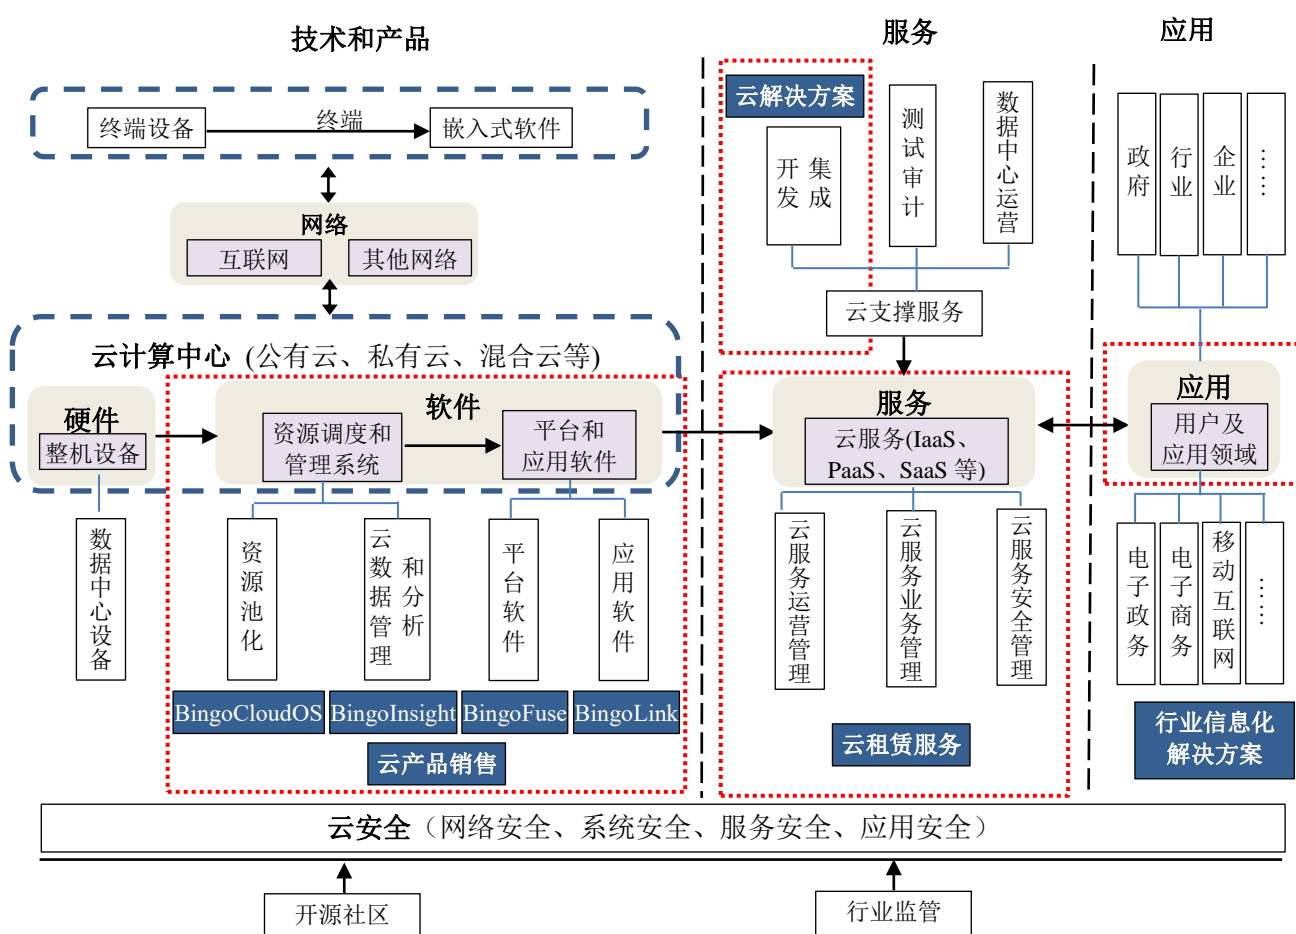 技术和产品
服务
应用
终端设备
终端
嵌入式软件
网络
互联网
其他网络
云计算中心 (公有云、私有云、混合云等)
硬件
整机设备
软件
资源调度和
管理系统
平台和
应用软件
数据中心设备
资源池化
云数据管理
和分析
平台软件
应用软件
BingoCloudOS
BingoInsight
BingoFuse
BingoLink
云产品销售
云解决方案
开发
集成
测试审计
数据中心运营
云支撑服务
服务
云服务(IaaS、
PaaS、SaaS 等)
云服务运营管理
云服务业务管理
云服务安全管理
云租赁服务
政府
行业
企业
……
应用
用户及
应用领域
电子政务
电子商务
移动互联网
……
行业信息化
解决方案
云安全（网络安全、系统安全、服务安全、应用安全）
开源社区
行业监管